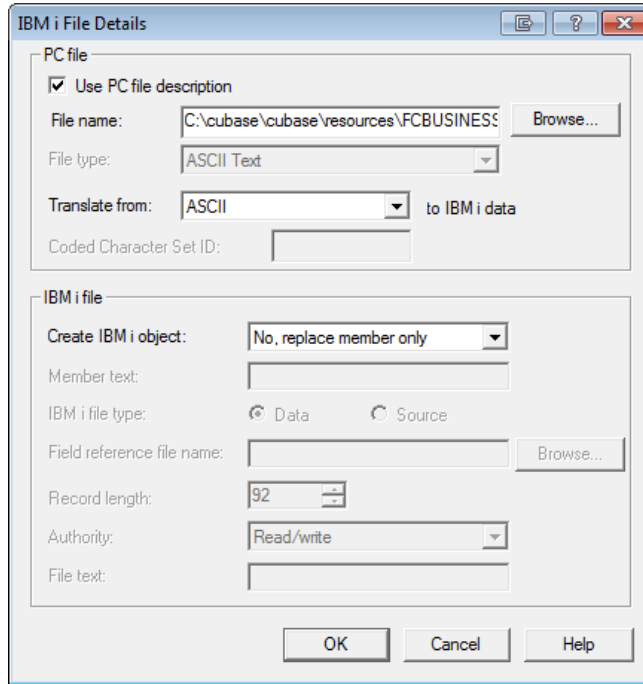 IBM i File Details
PC file
Use PC file description
File name: C:\cubase\cubase\resources\FCBUSINESS Browse...
File type: ASCII Text
Translate from: ASCII to IBM i data
Coded Character Set ID:
IBM i file
Create IBM i object: No, replace member only
Member text:
IBM i file type: Data Source
Field reference file name: Browse...
Record length: 92
Authority: Read/write
File text:
OK Cancel Help